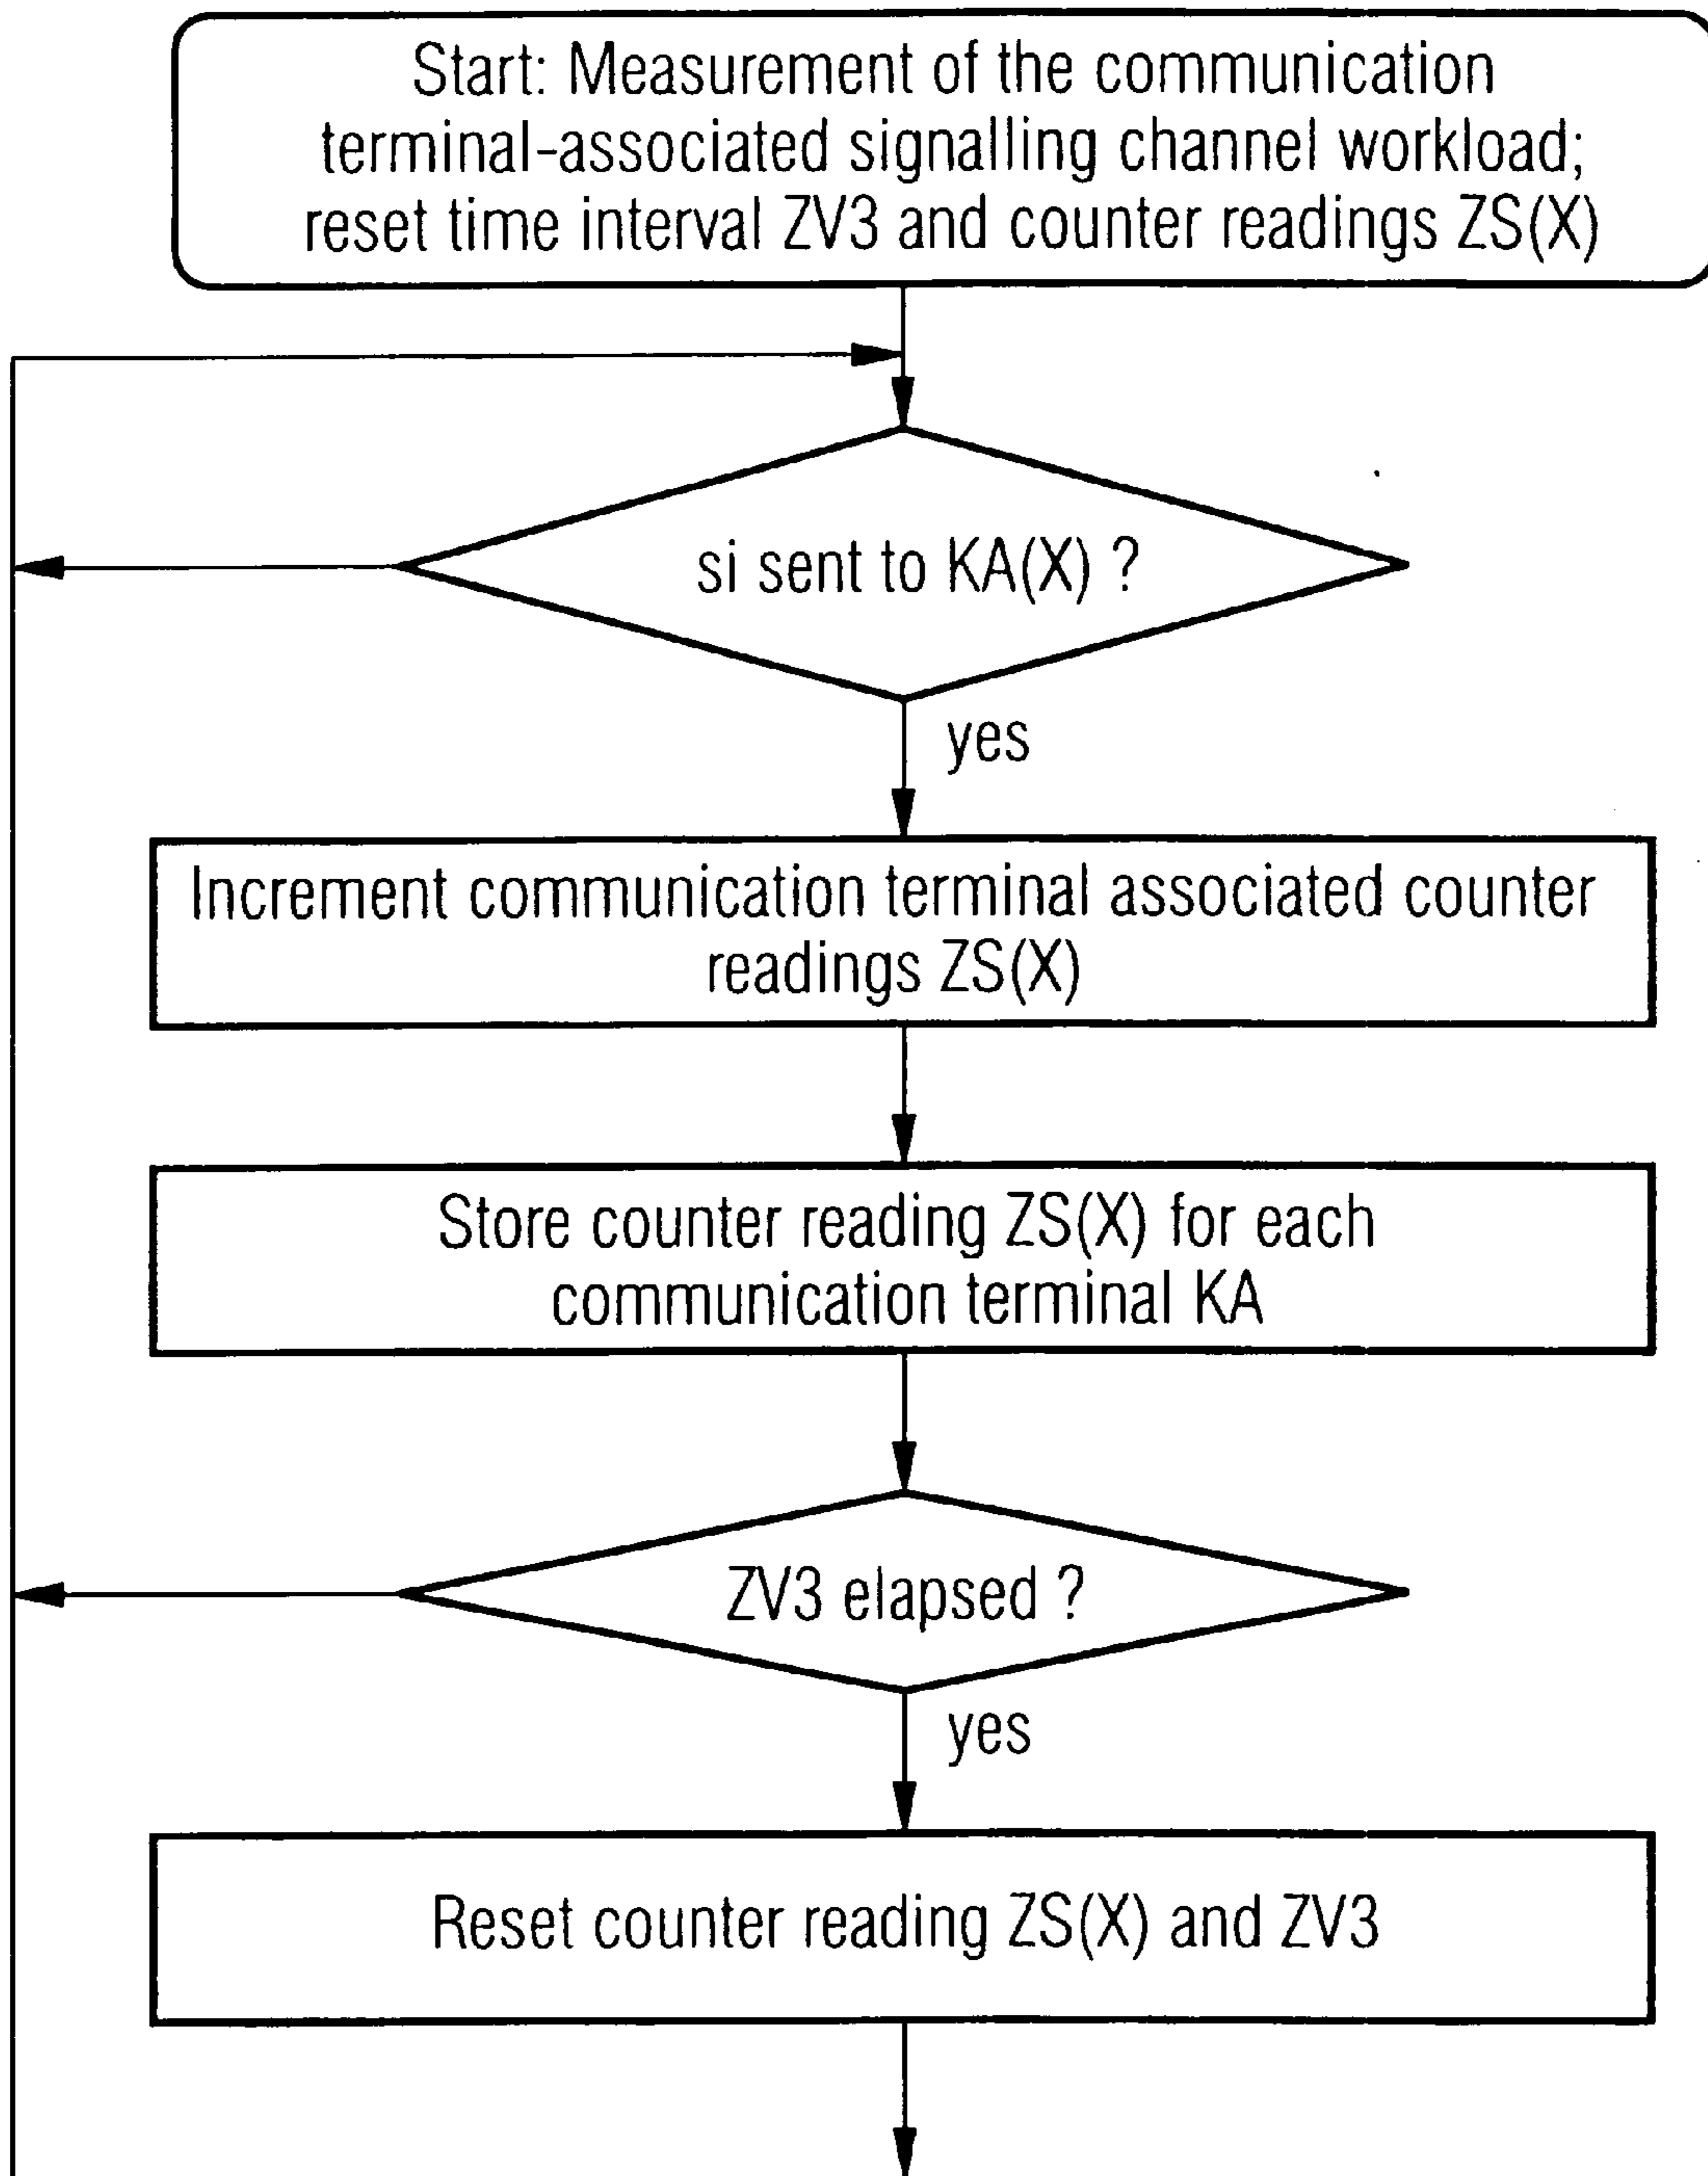 Start: Measurement of the communication
terminal-associated signalling channel workload;
reset time interval ZV3 and counter readings ZS(X)
si sent to KA(X) ?
yes
Increment communication terminal associated counter
readings ZS(X)
Store counter reading ZS(X) for each
communication terminal KA
ZV3 elapsed ?
yes
Reset counter reading ZS(X) and ZV3